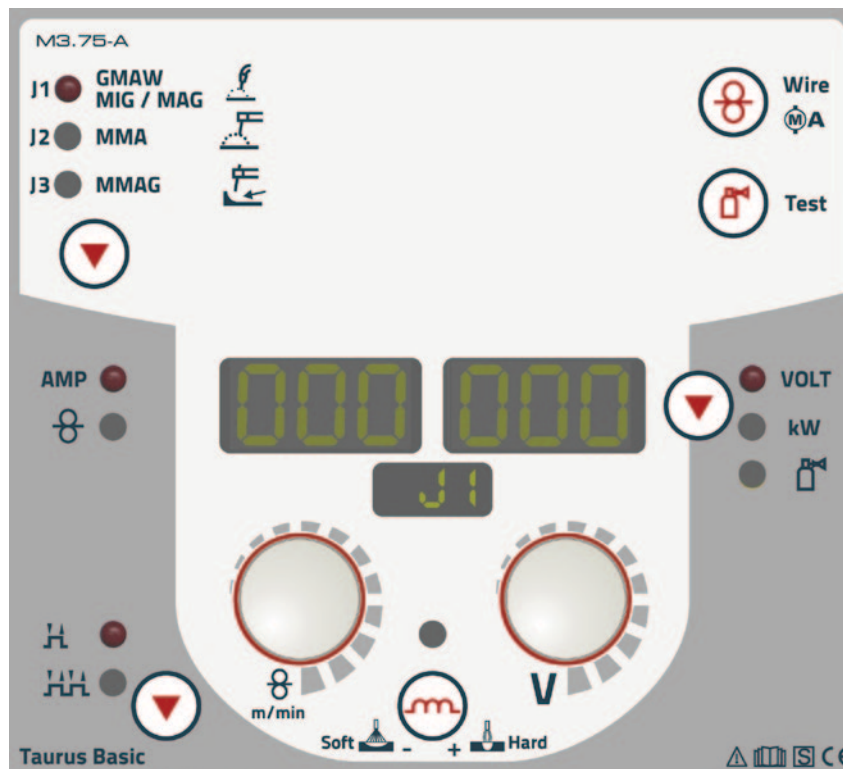 M3.75-A
J1 GMAW
MIG / MAG
J2 MMA
J3 MMAG
Wire
M A
Test
AMP
VOLT
kW
000 000
J1
m/min
V
Soft - + Hard
Taurus Basic
S CE